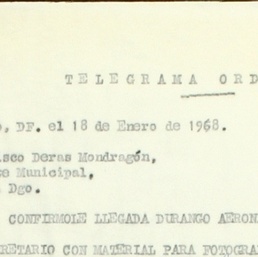 TELEGRAMA ORD
, DF. el 18 de Enero de 1968.
sco Deras Mondragón,
e Municipal,
Dgo.
CONFIRMOLE LLEGADA DURANGO AERON
RETARIO CON MATERIAL PARA FOTOGRA